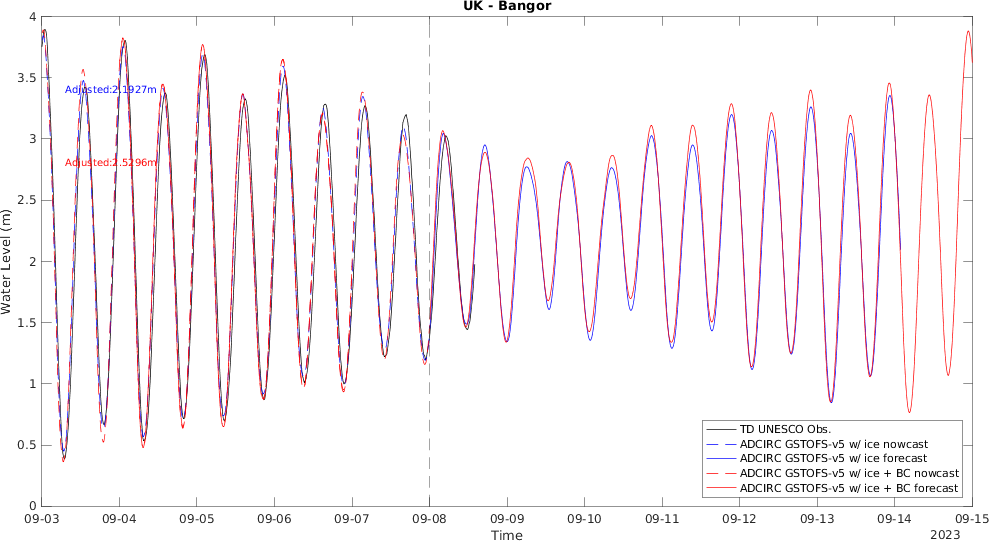 UK - Bangor
4
3.5
3
2.5
2
1.5
1
0.5
0
Water Level (m)
Adjusted:2.1927m
Adjusted:2.5296m
TD UNESCO Obs.
ADCIRC GSTOFS-v5 w/ ice nowcast
ADCIRC GSTOFS-v5 w/ ice forecast
ADCIRC GSTOFS-v5 w/ ice + BC nowcast
ADCIRC GSTOFS-v5 w/ ice + BC forecast
09-03 09-04 09-05 09-06 09-07 09-08 09-09 09-10 09-11 09-12 09-13 09-14 09-15
Time
2023